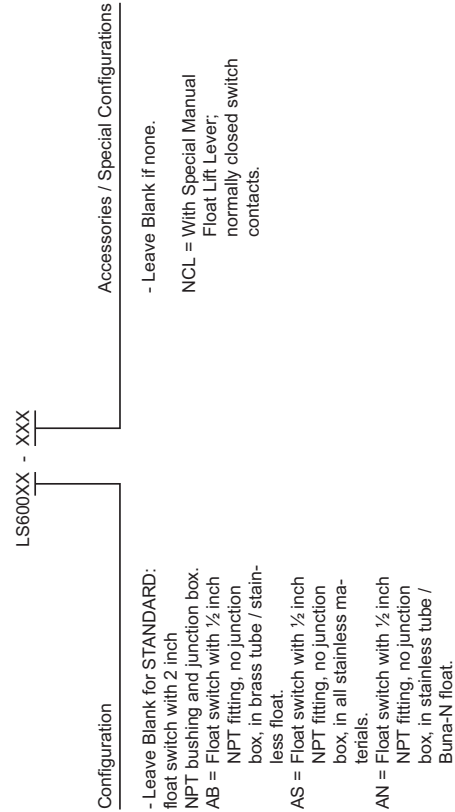 LS600XX - XXX
Configuration
- Leave Blank for STANDARD:
float switch with 2 inch
NPT bushing and junction box.
AB = Float switch with ½ inch
NPT fitting, no junction
box, in brass tube / stain-
less float.
AS = Float switch with ½ inch
NPT fitting, no junction
box, in all stainless ma-
terials.
AN = Float switch with ½ inch
NPT fitting, no junction
box, in stainless tube /
Buna-N float.
Accessories / Special Configurations
- Leave Blank if none.
NCL = With Special Manual
Float Lift Lever;
normally closed switch
contacts.